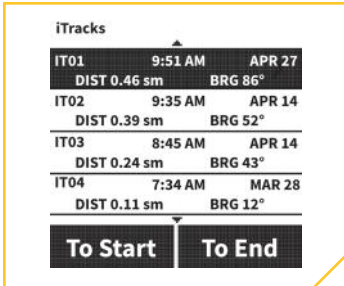 iTracks
IT01 9:51 AM APR 27
DIST 0.46 sm BRG 86°
IT02 9:35 AM APR 14
DIST 0.39 sm BRG 52°
IT03 8:45 AM APR 14
DIST 0.24 sm BRG 43°
IT04 7:34 AM MAR 28
DIST 0.11 sm BRG 12°
To Start To End